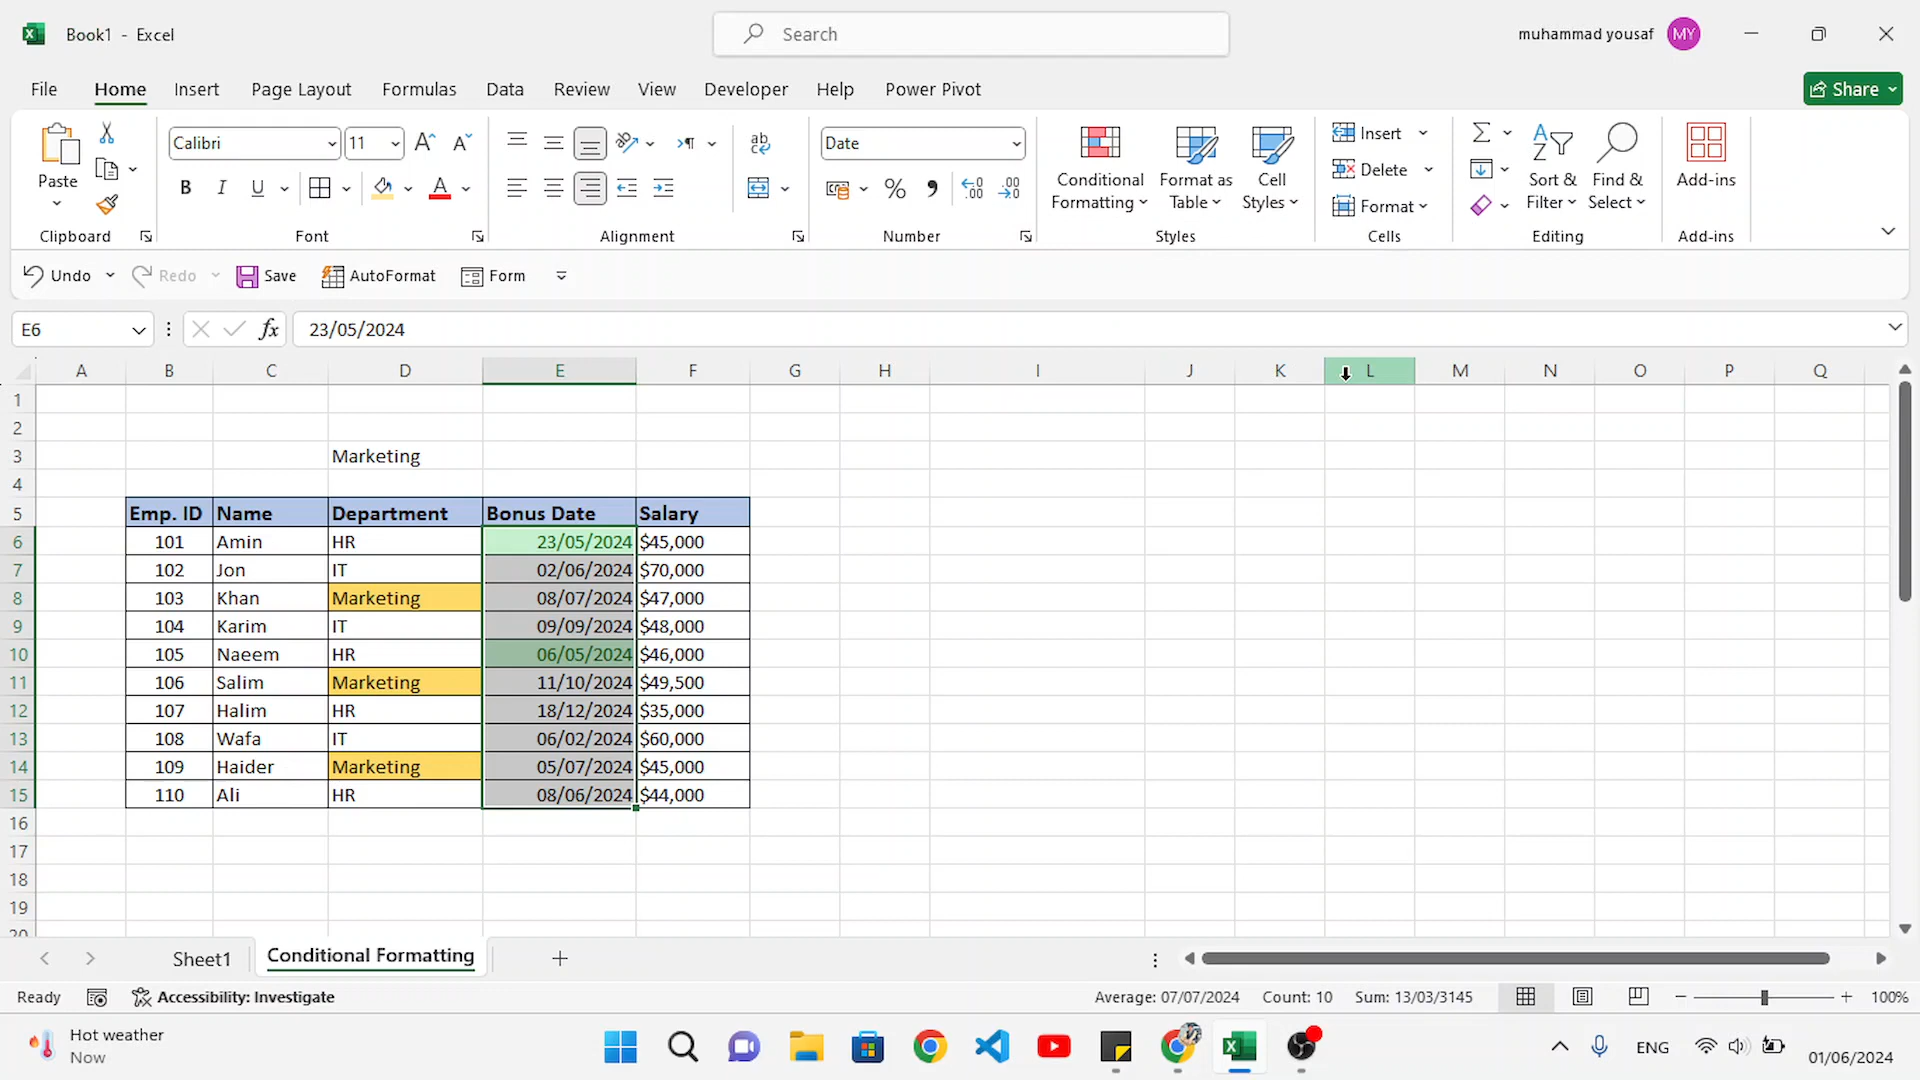 Book1 - Excel
Search
muhammad yousaf MY
File Home Insert Page Layout Formulas Data Review View Developer Help Power Pivot Share
Paste
Clipboard
Calibri 11
B I U A
Font
ab
Alignment
Date
% 9 .00
Number
Conditional Formatting
Format as Table
Cell Styles
Styles
Insert
Delete
Format
Cells
Sort & Filter
Find & Select
Editing
Add-ins
Add-ins
Undo Redo Save AutoFormat Form
E6 fx 23/05/2024
A B C D E F G H I J K L M N O P Q
1
2
3 Marketing
4
5 Emp. ID Name Department Bonus Date Salary
6 101 Amin HR 23/05/2024 $45,000
7 102 Jon IT 02/06/2024 $70,000
8 103 Khan Marketing 08/07/2024 $47,000
9 104 Karim IT 09/09/2024 $48,000
10 105 Naeem HR 06/05/2024 $46,000
11 106 Salim Marketing 11/10/2024 $49,500
12 107 Halim HR 18/12/2024 $35,000
13 108 Wafa IT 06/02/2024 $60,000
14 109 Haider Marketing 05/07/2024 $45,000
15 110 Ali HR 08/06/2024 $44,000
16
17
18
19
20
Sheet1 Conditional Formatting
Ready Accessibility: Investigate Average: 07/07/2024 Count: 10 Sum: 13/03/3145 100%
Hot weather
Now
ENG
01/06/2024